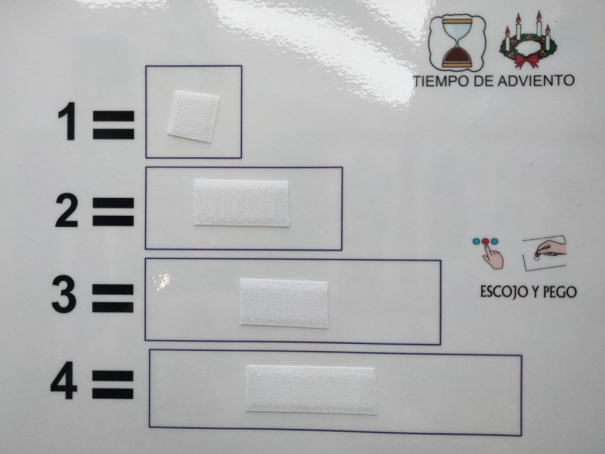 TIEMPO DE ADVIENTO
1 =
2 =
3 =
ESCOJO Y PEGO
4 =